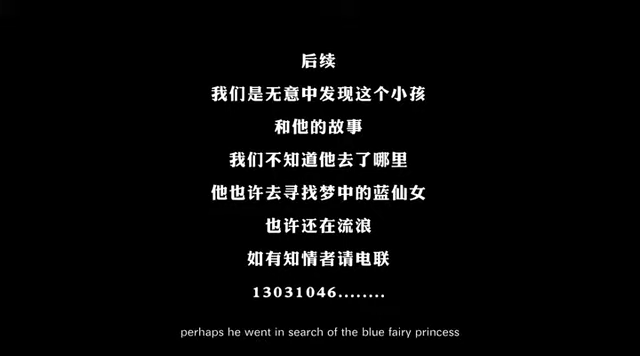 后续
我们是无意中发现这个小孩
和他的故事
我们不知道他去了哪里
他也许去寻找梦中的蓝仙女
也许还在流浪
如有知情者请电联
13031046........
perhaps he went in search of the blue fairy princess